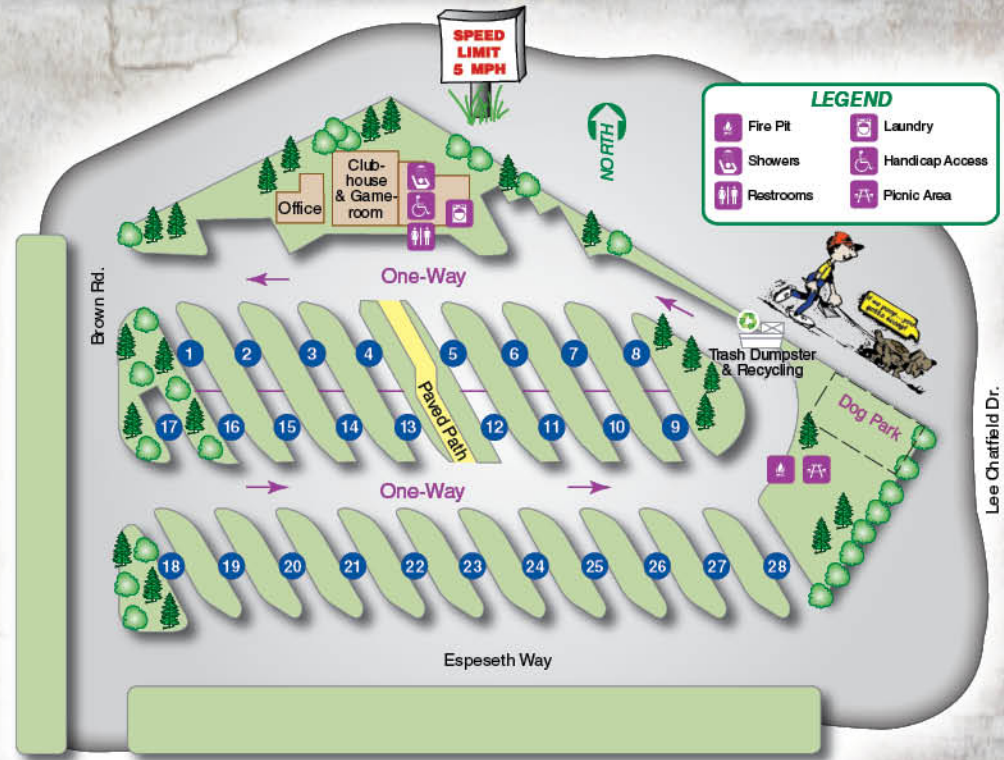 SPEED
LIMIT
5 MPH
NORTH
LEGEND
Fire Pit
Laundry
Showers
Handicap Access
Restrooms
Picnic Area
Club-
house
& Game-
room
Office
One-Way
Brown Rd.
1
2
3
4
5
6
7
8
Trash Dumpster
& Recycling
Dog Park
Lee Chatfield Dr.
Paved Path
17
16
15
14
13
12
11
10
9
One-Way
18
19
20
21
22
23
24
25
26
27
28
Espeseth Way